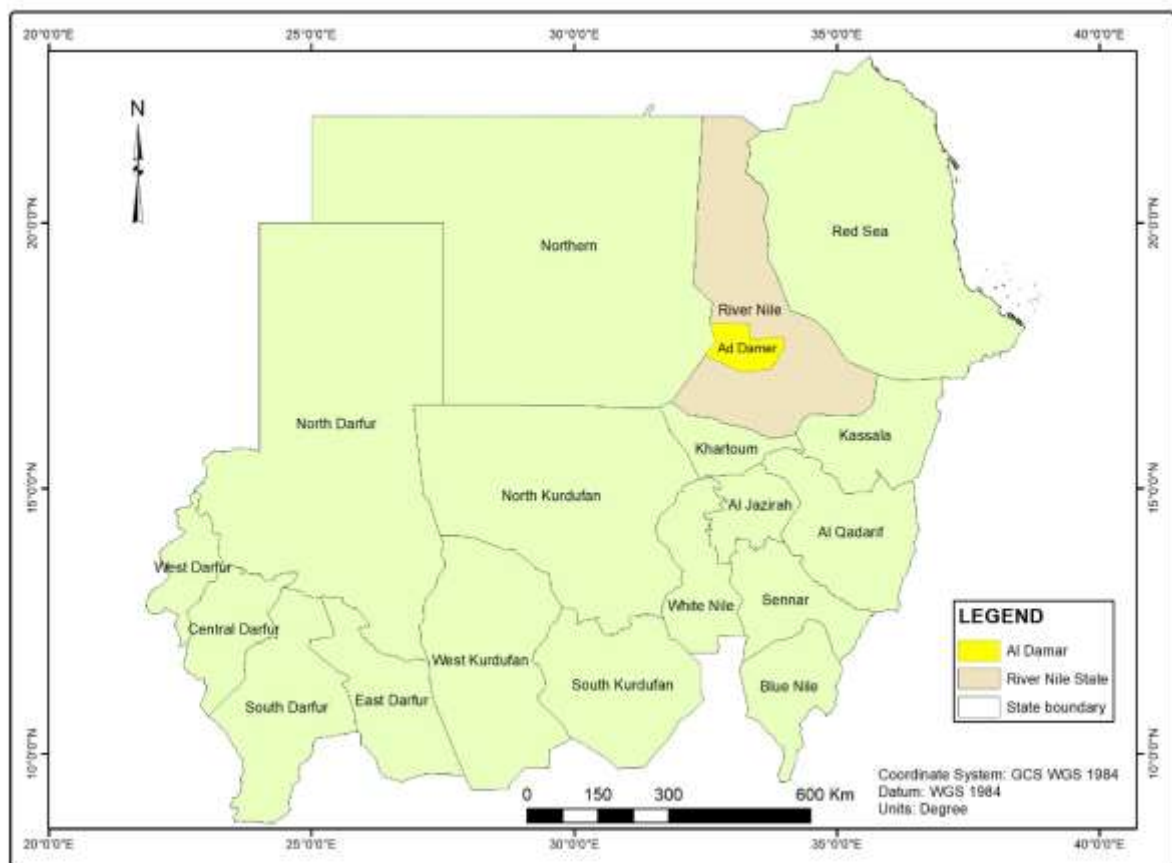 20°0'0"E 25°0'0"E 30°0'0"E 35°0'0"E 40°0'0"E
N
20°0'0"N
20°0'0"N
Northern
Red Sea
River Nile
Ad Damer
North Darfur
Khartoum
Kassala
15°0'0"N
15°0'0"N
North Kurdufan
Al Jazirah
Al Qadarif
West Darfur
White Nile
Sennar
Central Darfur
West Kurdufan
South Kurdufan
Blue Nile
South Darfur
East Darfur
10°0'0"N
10°0'0"N
LEGEND
Al Damar
River Nile State
State boundary
0 150 300 600 Km
Coordinate System: GCS WGS 1984
Datum: WGS 1984
Units: Degree
20°0'0"E 25°0'0"E 30°0'0"E 35°0'0"E 40°0'0"E